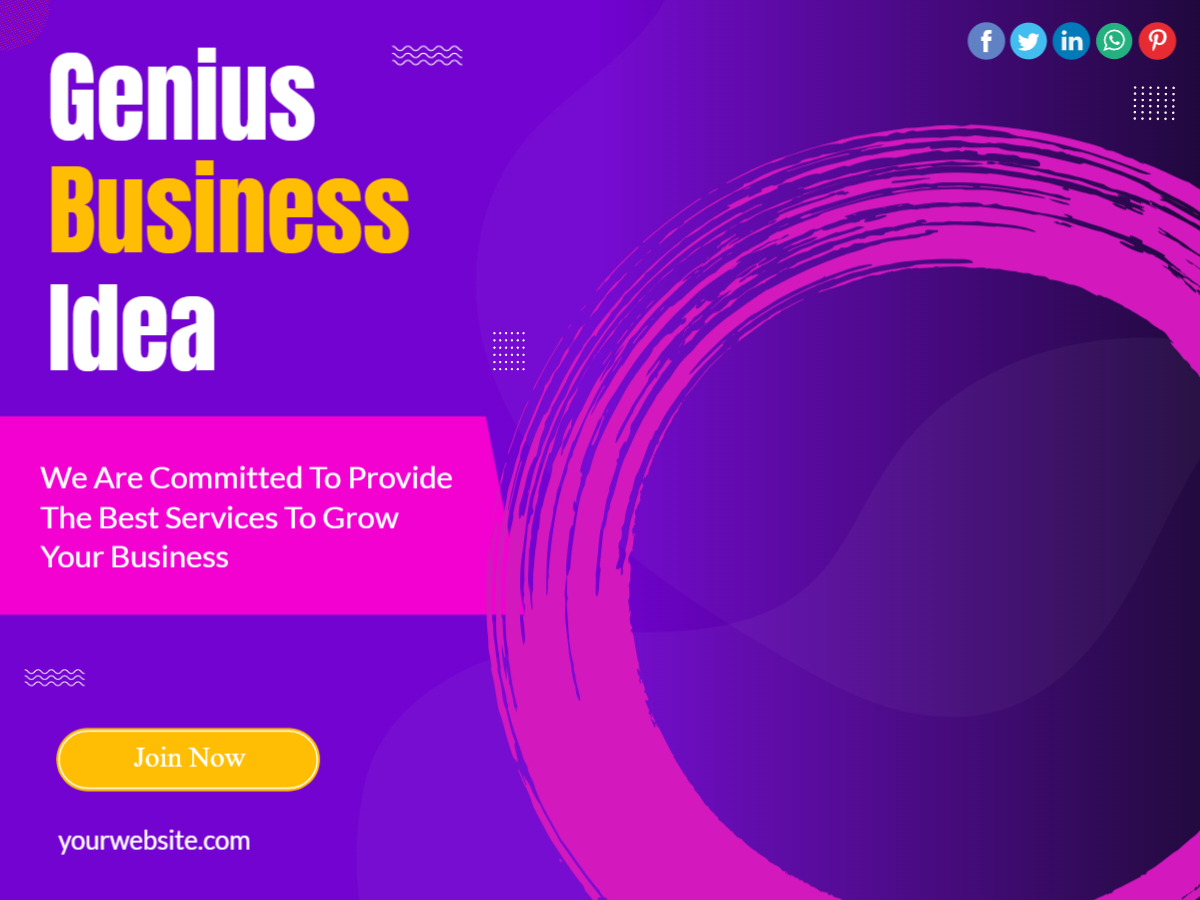 Genius
Business
Idea
We Are Committed To Provide
The Best Services To Grow
Your Business
Join Now
yourwebsite.com